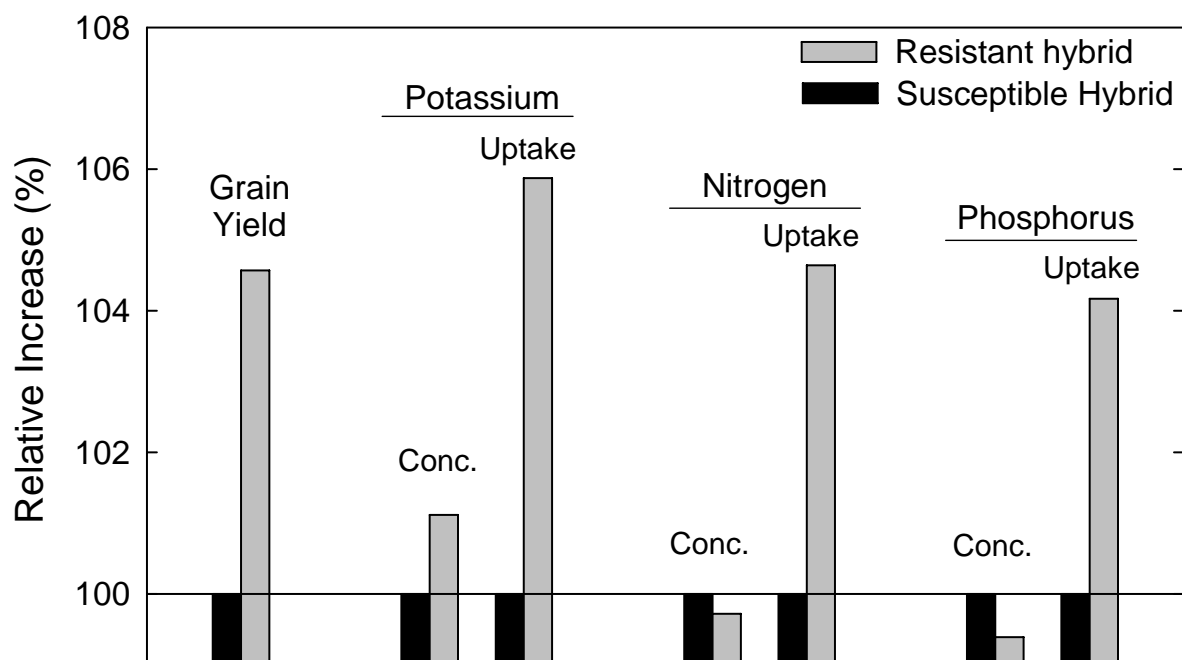 108
Resistant hybrid
Susceptible Hybrid
Potassium
Uptake
106
Grain
Yield
Nitrogen
Uptake
Phosphorus
Uptake
Relative Increase (%)
104
102
Conc.
Conc.
Conc.
100